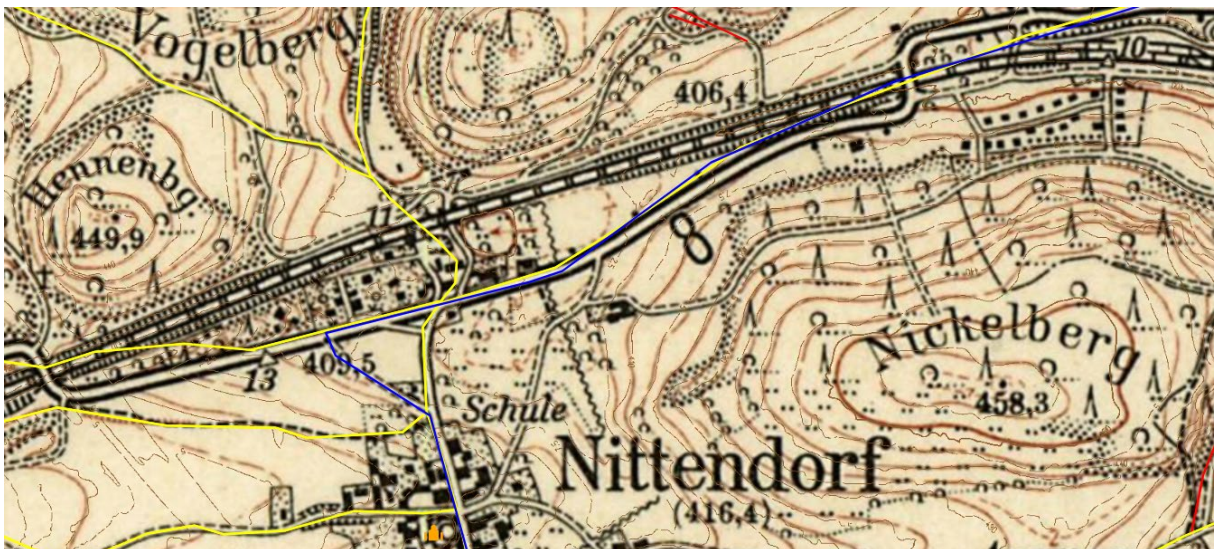 Vogelberg
10
406,4
Hennenbg.
449,9
11
8
Nickelberg
13
409,5
458,3
Schule
Nittendorf
(416,4)
2